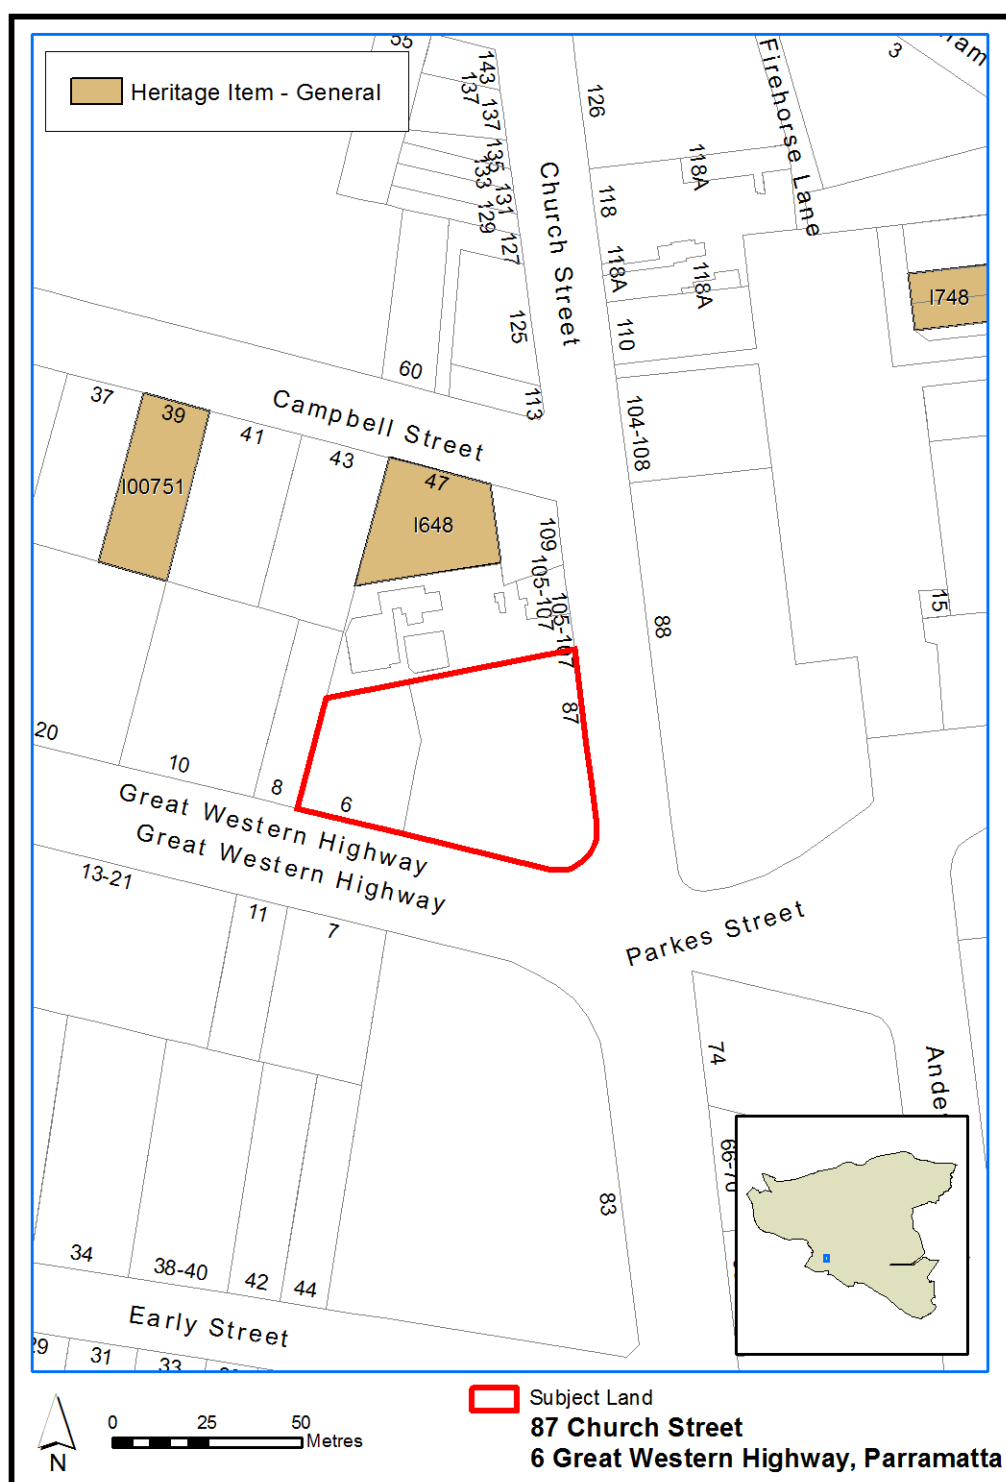 55
3
Heritage Item - General
143
137
137
135
133
131
129
127
125
113
126
Firehorse Lane
118A
118
118A
118A
110
Church Street
I748
60
Campbell Street
104-108
37
39
41
43
47
I00751
I648
109
105-107
105-107
88
15
87
20
10
8
6
Great Western Highway
Great Western Highway
13-21
11
7
Parkes Street
74
Ande
66-70
83
34
38-40
42
44
Early Street
29
31
33
0 25 50
Metres
N
Subject Land
87 Church Street
6 Great Western Highway, Parramatta